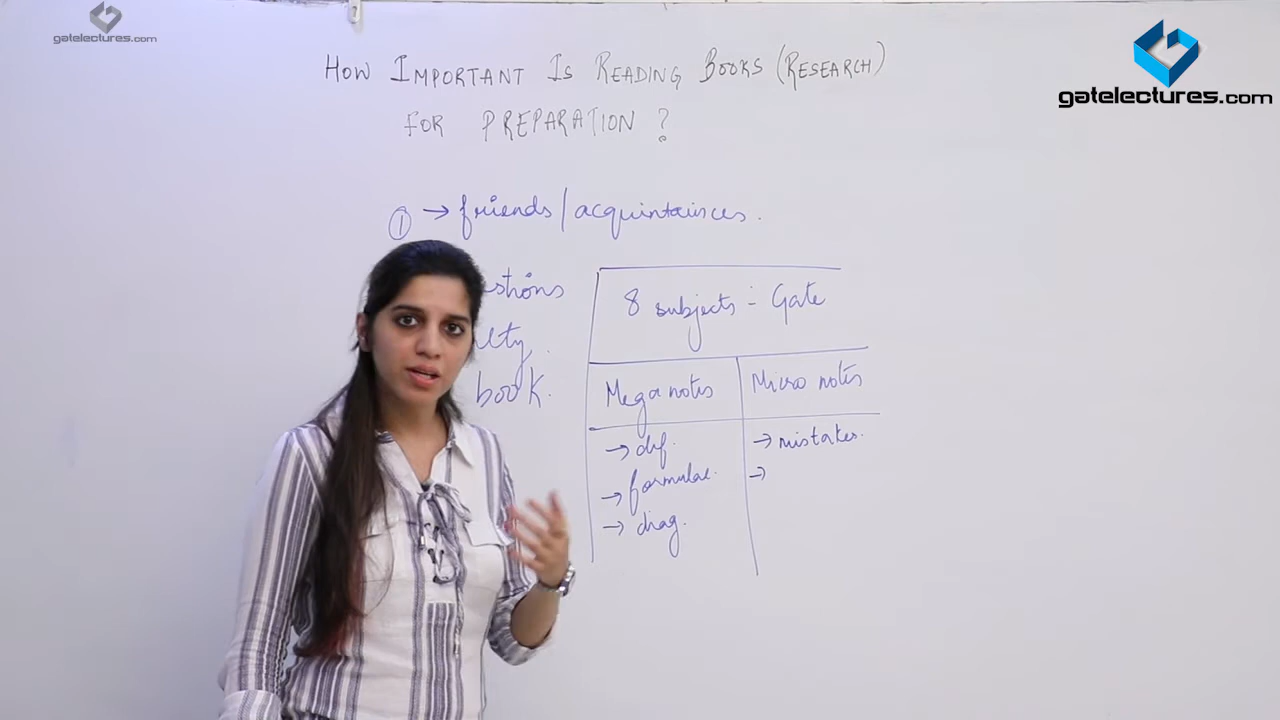 gatelectures.com
gatelectures.com
HOW IMPORTANT IS READING BOOKS (RESEARCH)
FOR PREPARATION ?
① → friends / acquintainces.
8 subjects :- Gate
book.
Mega notes
Micro notes
→ def.
→ formulae.
→ diag.
→ mistakes.
→